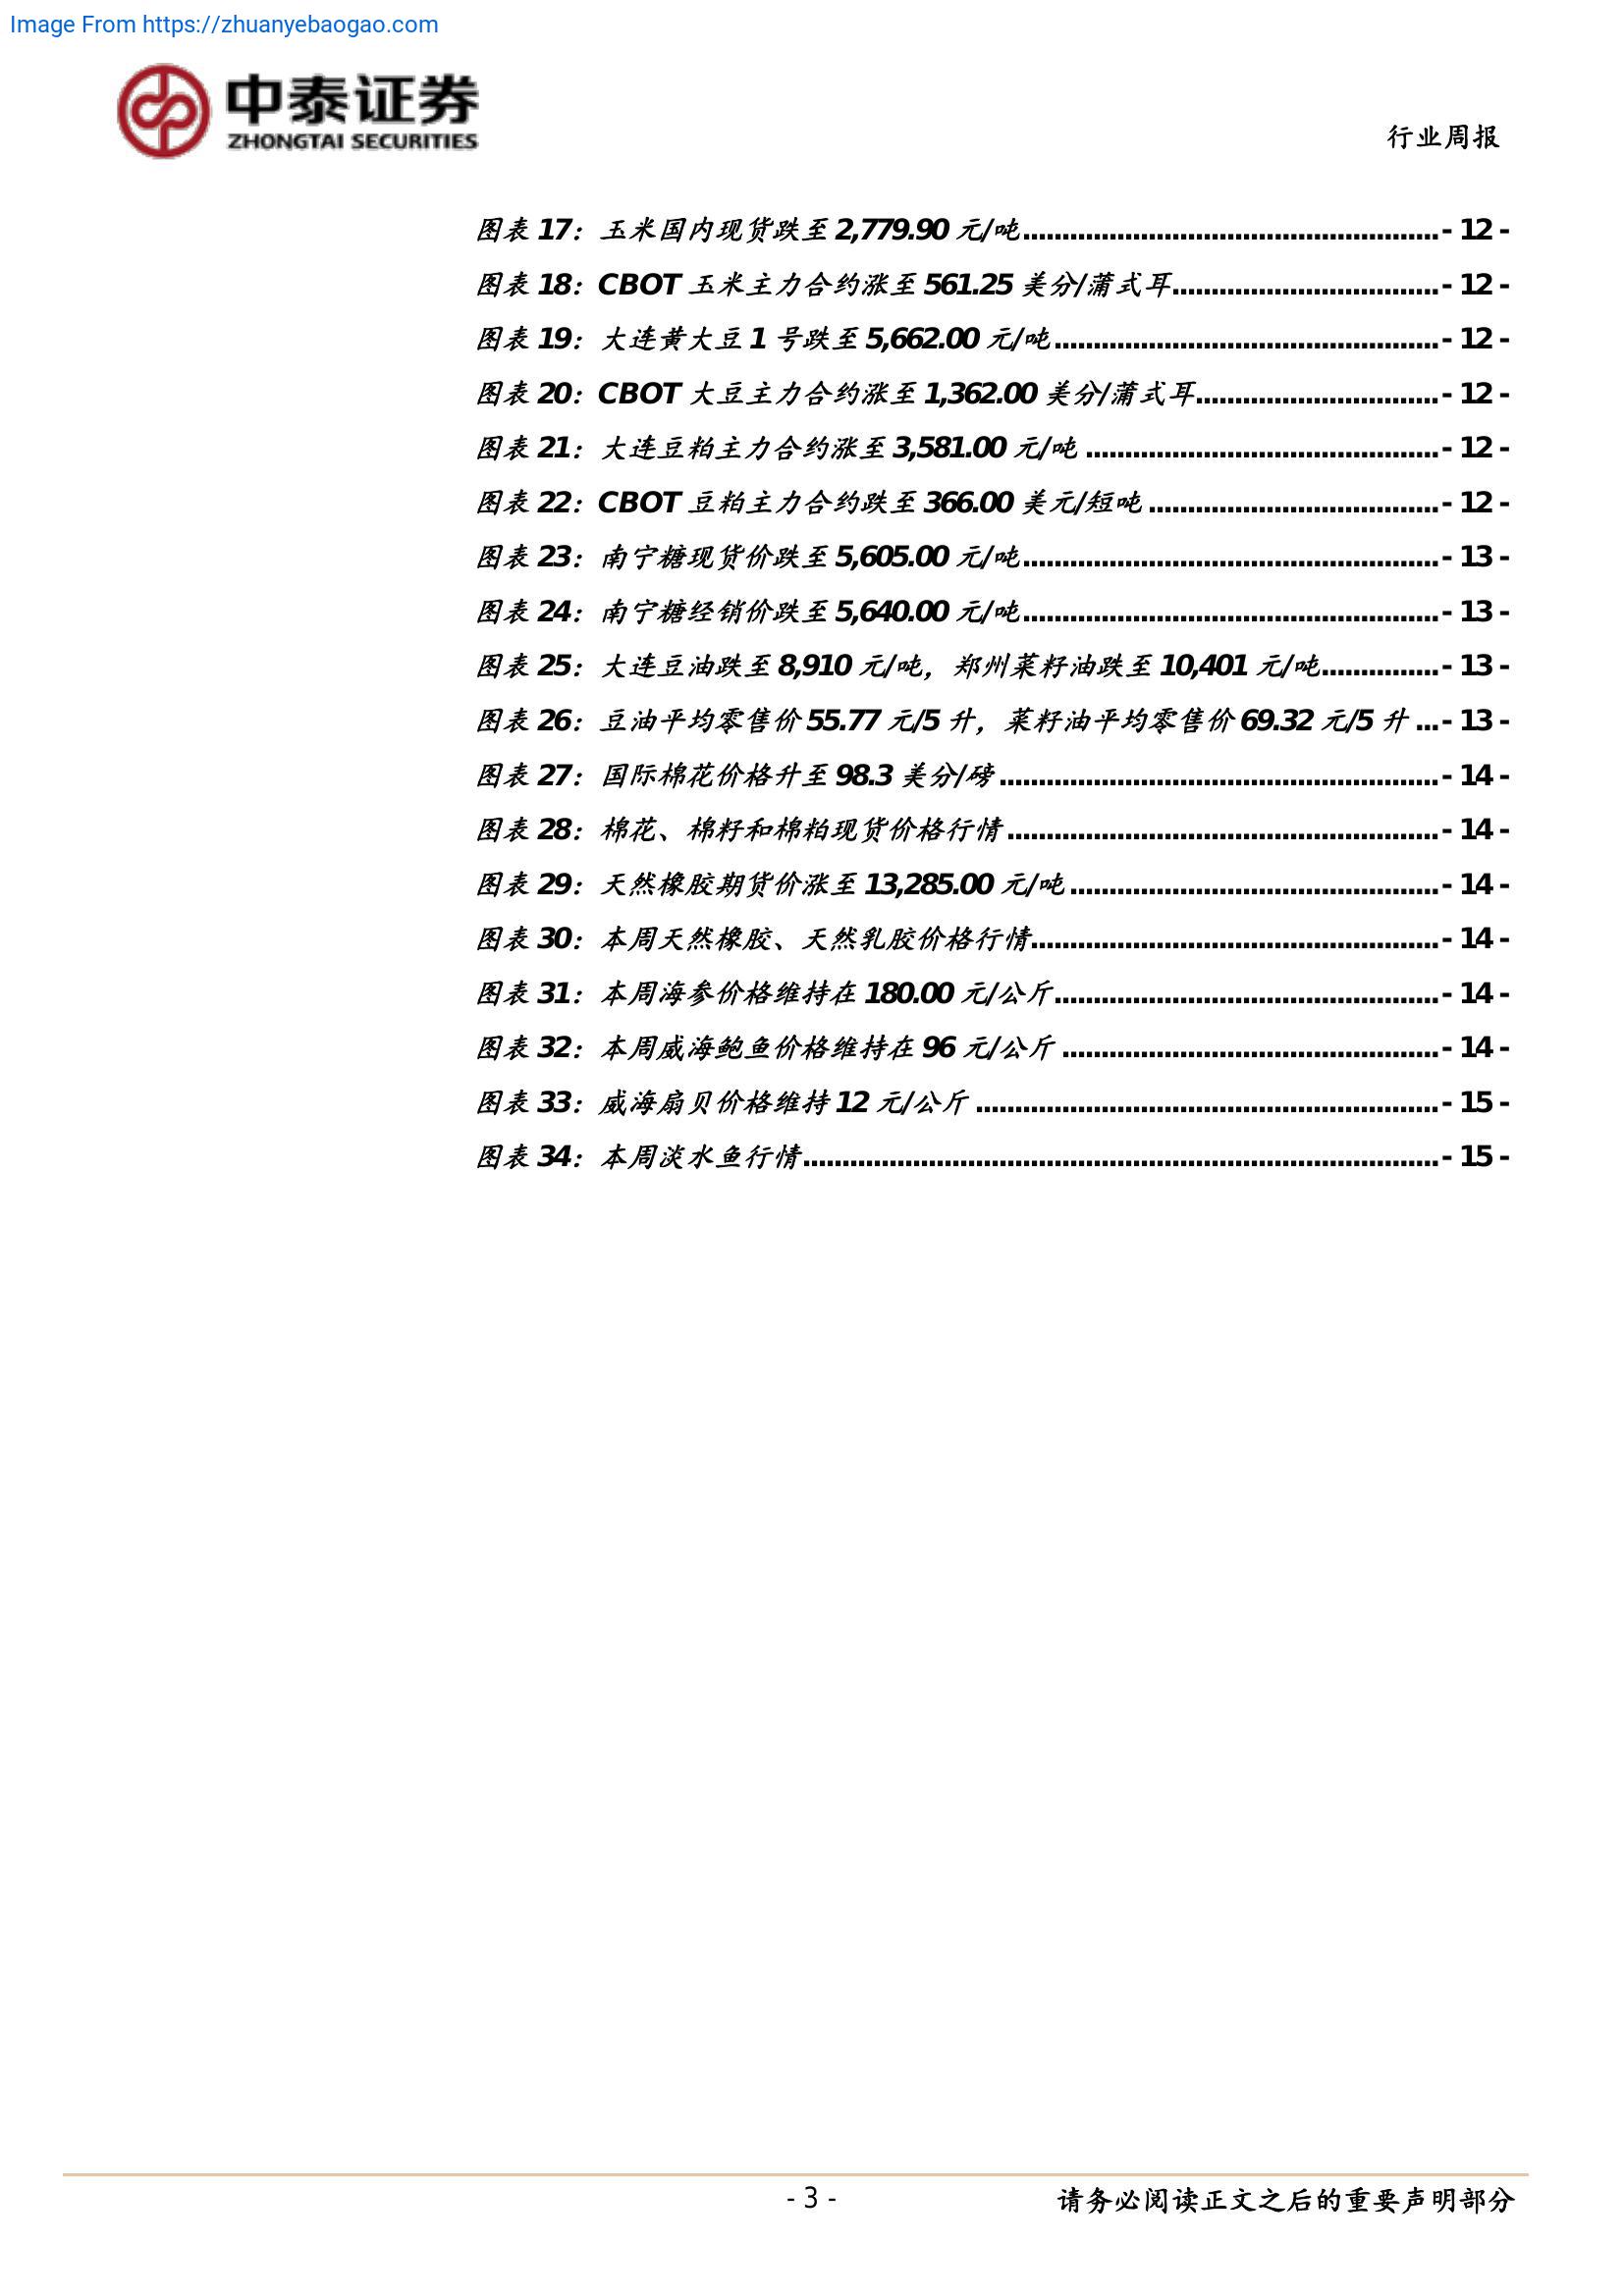 Image From https://zhuanyebaogao.com
中泰证券
ZHONGTAI SECURITIES
行业周报
图表 17：玉米国内现货跌至 2,779.90 元/吨..................................................... - 12 -
图表 18：CBOT 玉米主力合约涨至 561.25 美分/蒲式耳.................................. - 12 -
图表 19：大连黄大豆 1 号跌至 5,662.00 元/吨................................................. - 12 -
图表 20：CBOT 大豆主力合约涨至 1,362.00 美分/蒲式耳............................... - 12 -
图表 21：大连豆粕主力合约涨至 3,581.00 元/吨 ............................................. - 12 -
图表 22：CBOT 豆粕主力合约跌至 366.00 美元/短吨 ..................................... - 12 -
图表 23：南宁糖现货价跌至 5,605.00 元/吨..................................................... - 13 -
图表 24：南宁糖经销价跌至 5,640.00 元/吨..................................................... - 13 -
图表 25：大连豆油跌至 8,910 元/吨，郑州菜籽油跌至 10,401 元/吨............... - 13 -
图表 26：豆油平均零售价 55.77 元/5 升，菜籽油平均零售价 69.32 元/5 升 ... - 13 -
图表 27：国际棉花价格升至 98.3 美分/磅 ........................................................ - 14 -
图表 28：棉花、棉籽和棉粕现货价格行情 ....................................................... - 14 -
图表 29：天然橡胶期货价涨至 13,285.00 元/吨 ............................................... - 14 -
图表 30：本周天然橡胶、天然乳胶价格行情.................................................... - 14 -
图表 31：本周海参价格维持在 180.00 元/公斤................................................. - 14 -
图表 32：本周威海鲍鱼价格维持在 96 元/公斤 ................................................ - 14 -
图表 33：威海扇贝价格维持 12 元/公斤 ........................................................... - 15 -
图表 34：本周淡水鱼行情................................................................................. - 15 -
- 3 -
请务必阅读正文之后的重要声明部分